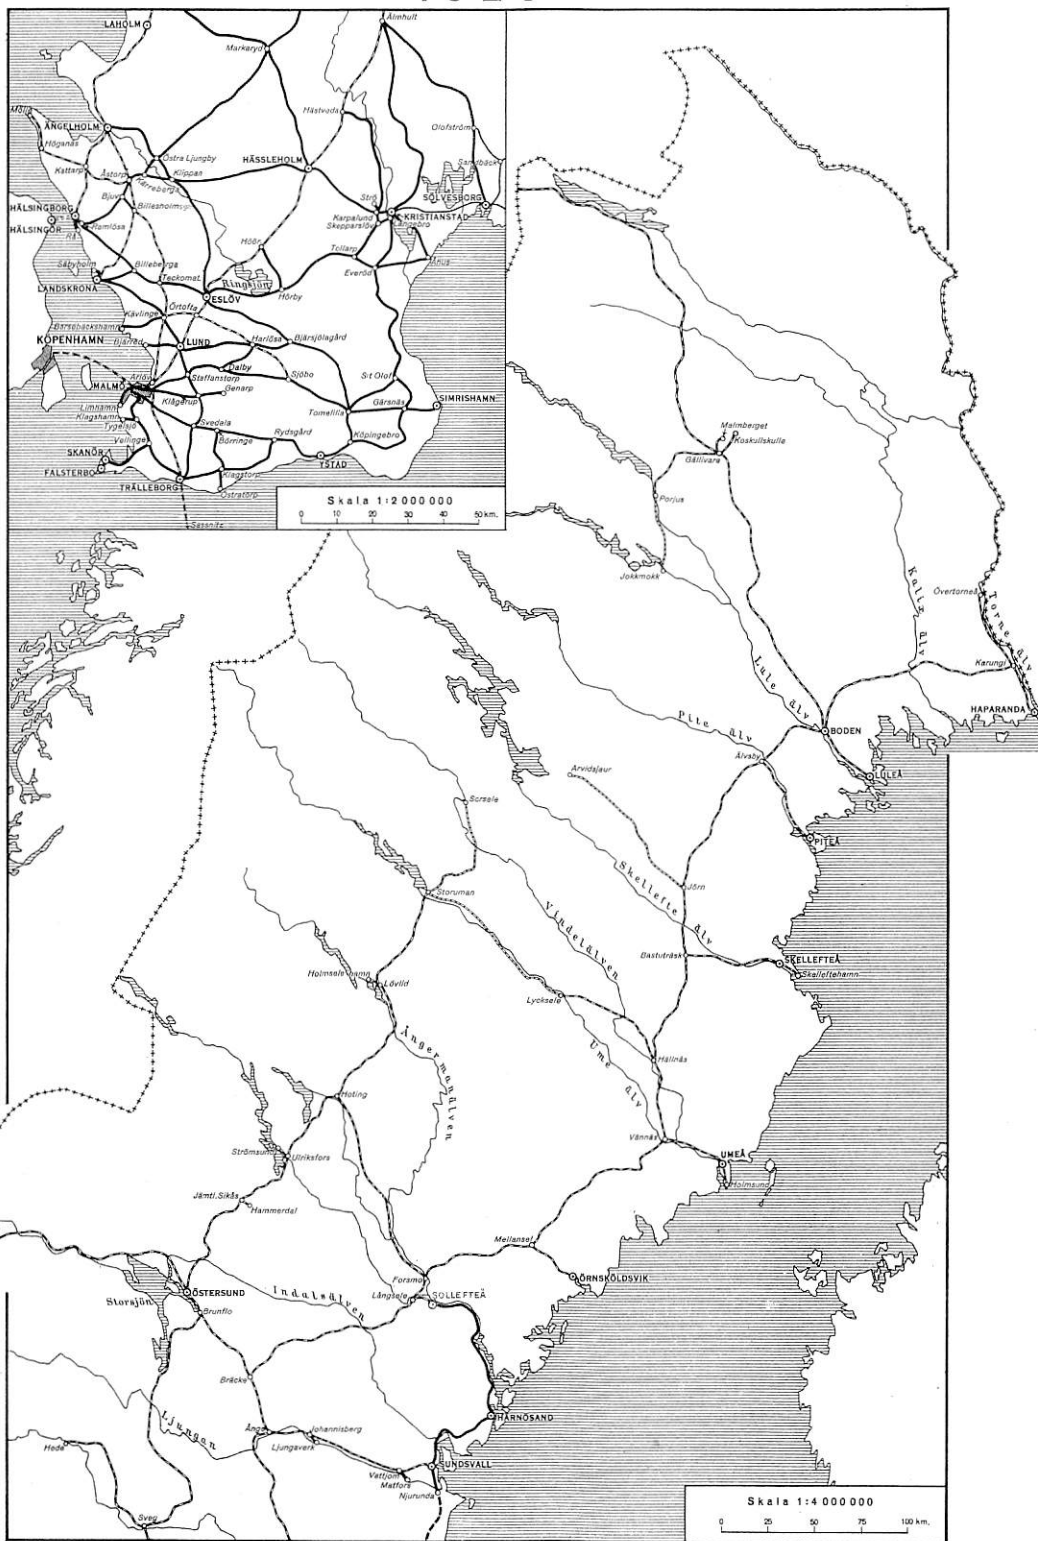 LAHOLM
Älmhult
Markaryd
Hästveda
Olofström
Mölle
ÄNGELHOLM
Höganäs
Östra Ljungby
HÄSSLEHOLM
Sandbäck
Kattarp
Åstorp
Klippan
Kärreberga
Strö
SÖLVESBORG
Bjuv
HÄLSINGBORG
Billesholmsgr.
Karpalund
KRISTIANSTAD
HÄLSINGÖR
Ramlösa
Skepparslöv
Långebro
Rå
Höör
Tollarp
Åhus
Säbyholm
Billeberga
Everöd
Teckomat.
Ringsjön
LANDSKRONA
Hörby
ESLÖV
Kävlinge
Örtofta
Barsebäckshamn
KÖPENHAMN
Bjärred
LUND
Harlösa
Bjärsjölagård
Dalby
Arlöv
Staffanstorp
Sjöbo
S:t Olof
MALMÖ
Genarp
Klågerup
Limhamn
Tomelilla
Gärsnäs
SIMRISHAMN
Klagshamn
Svedala
Tygelsjö
Börringe
Rydsgård
Köpingebro
Vellinge
SKANÖR
YSTAD
FALSTERBO
Klagstorp
TRÄLLEBORG
Östratorp
Sassnitz
Skala 1:2 000 000
0 10 20 30 50 km.
Malmberget
Koskullskulle
Gällivare
Porjus
Jokkmokk
Kalix älv
Övertorneå
Torne älv
Lule älv
Karungi
HAPARANDA
Pite älv
BODEN
Älvsby
Arvidsjaur
LULEÅ
Sorsele
PITEÅ
Skellefte älv
Jörn
Storuman
Vindelälven
Bastuträsk
SKELLEFTEÅ
Skelleftehamn
Holmsele
hamn
Lövlid
Lycksele
Ångermanälven
Ume älv
Hällnäs
Hoting
Vännäs
Strömsund
Ulriksfors
UMEÅ
Holmsund
Jämtl.Sikås
Hammerdal
Mellansel
Forsmo
ÖRNSKÖLDSVIK
Storsjön
ÖSTERSUND
Indalsälven
Långsele
SOLLEFTEÅ
Brunflo
Bräcke
Ljungan
HÄRNÖSAND
Ånge
Johannisberg
Hede
Ljungaverk
SUNDSVALL
Vattjom
Matfors
Njurunda
Sveg
Skala 1:4 000 000
0 25 50 75 100 km.